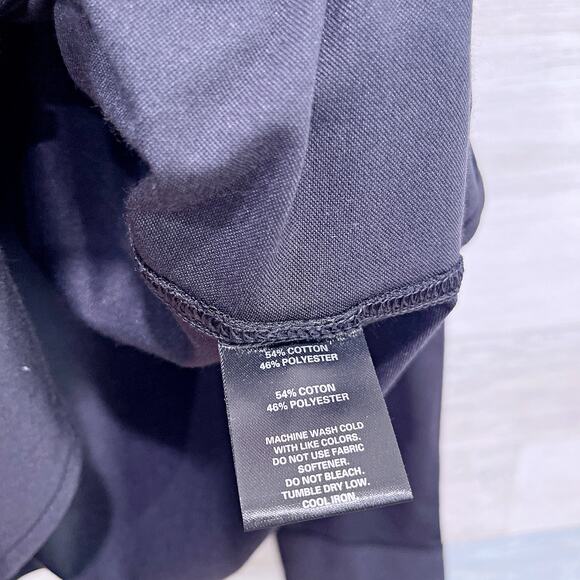 54% COTTON
46% POLYESTER
54% COTON
46% POLYESTER
MACHINE WASH COLD
WITH LIKE COLORS.
DO NOT USE FABRIC
SOFTENER.
DO NOT BLEACH.
TUMBLE DRY LOW.
COOL IRON.